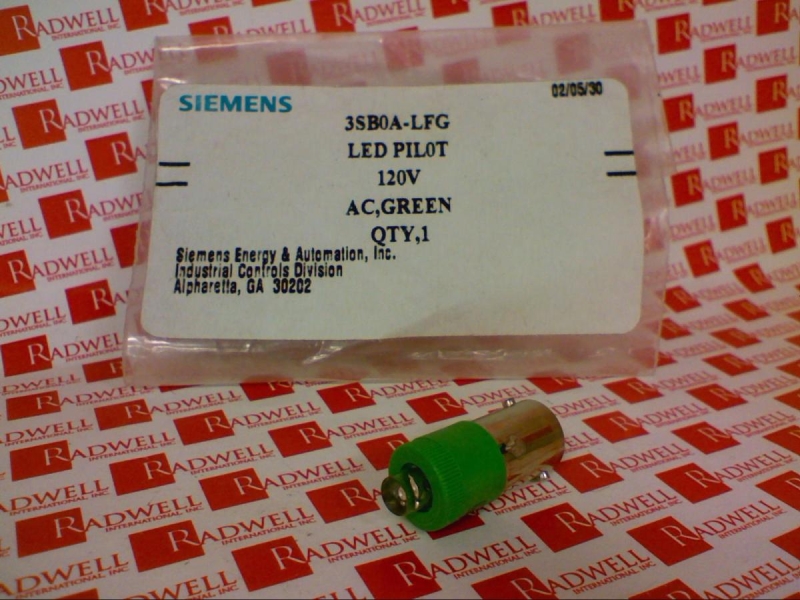 SIEMENS
02/05/30
3SB0A-LFG
LED PILOT
120V
AC,GREEN
QTY,1
Siemens Energy & Automation, Inc.
Industrial Controls Division
Alpharetta, GA 30202
RADWELL
INTERNATIONAL, INC.